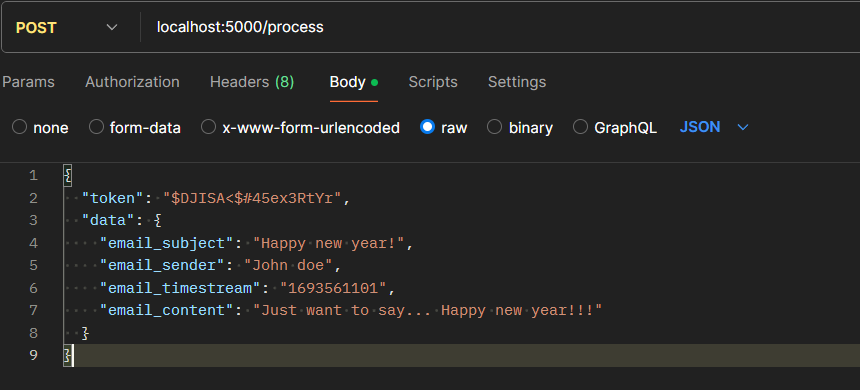 POST localhost:5000/process
Params Authorization Headers (8) Body Scripts Settings
none form-data x-www-form-urlencoded raw binary GraphQL JSON
1 {
2 "token": "$DJISA<$#45ex3RtYr",
3 "data": {
4 "email_subject": "Happy new year!",
5 "email_sender": "John doe",
6 "email_timestream": "1693561101",
7 "email_content": "Just want to say... Happy new year!!!"
8 }
9 }